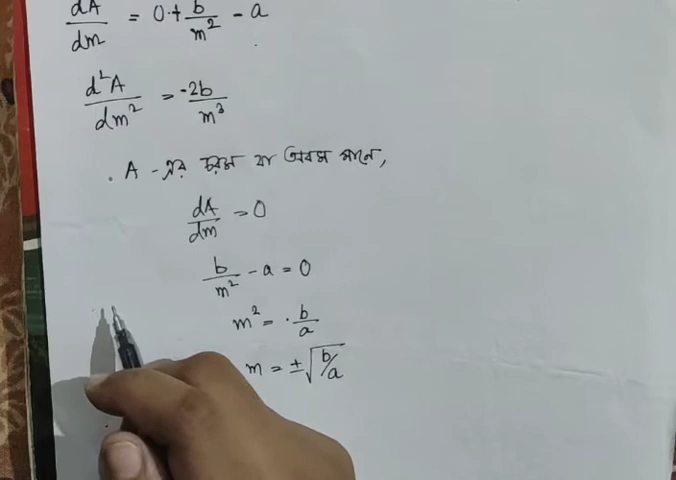 dA/dm = 0 + b/m² - a
d²A/dm² = -2b/m³
A - এর চরম বা অবম মানে,
dA/dm = 0
b/m² - a = 0
m² = b/a
m = ±√(b/a)